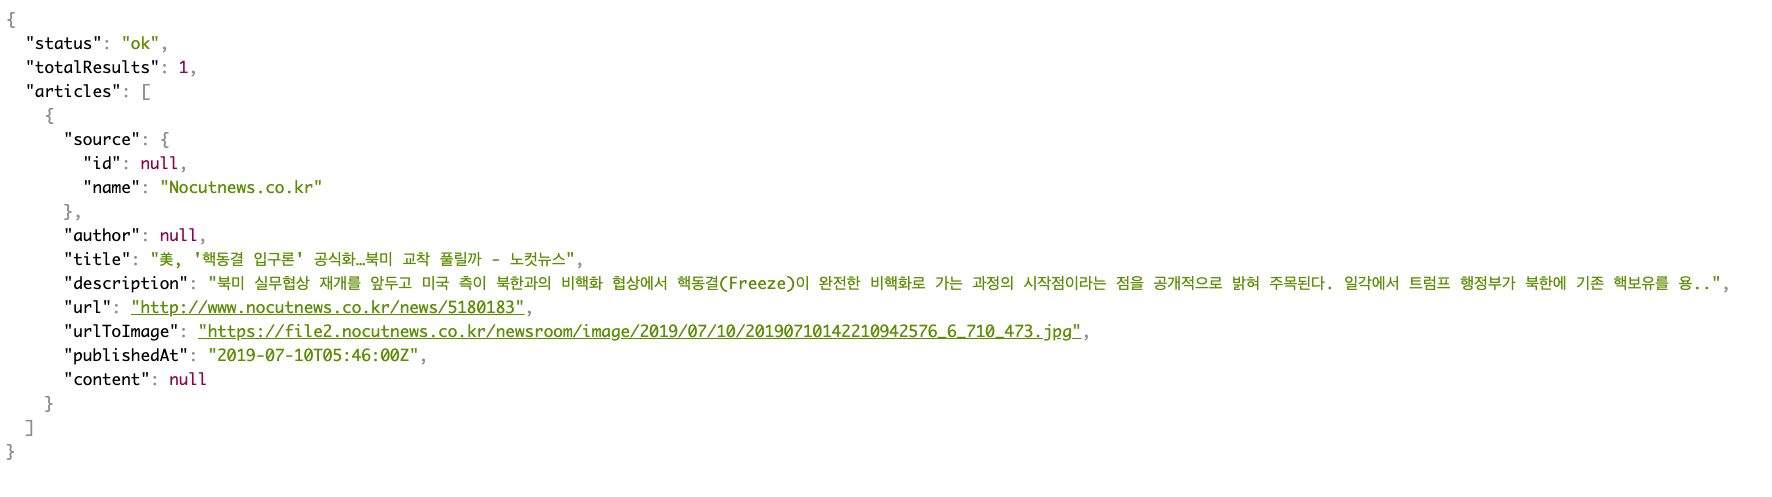 {
  "status": "ok",
  "totalResults": 1,
  "articles": [
    {
      "source": {
        "id": null,
        "name": "Nocutnews.co.kr"
      },
      "author": null,
      "title": "美, '핵동결 입구론' 공식화…북미 교착 풀릴까 - 노컷뉴스",
      "description": "북미 실무협상 재개를 앞두고 미국 측이 북한과의 비핵화 협상에서 핵동결(Freeze)이 완전한 비핵화로 가는 과정의 시작점이라는 점을 공개적으로 밝혀 주목된다. 일각에서 트럼프 행정부가 북한에 기존 핵보유를 용..",
      "url": "http://www.nocutnews.co.kr/news/5180183",
      "urlToImage": "https://file2.nocutnews.co.kr/newsroom/image/2019/07/10/20190710142210942576_6_710_473.jpg",
      "publishedAt": "2019-07-10T05:46:00Z",
      "content": null
    }
  ]
}